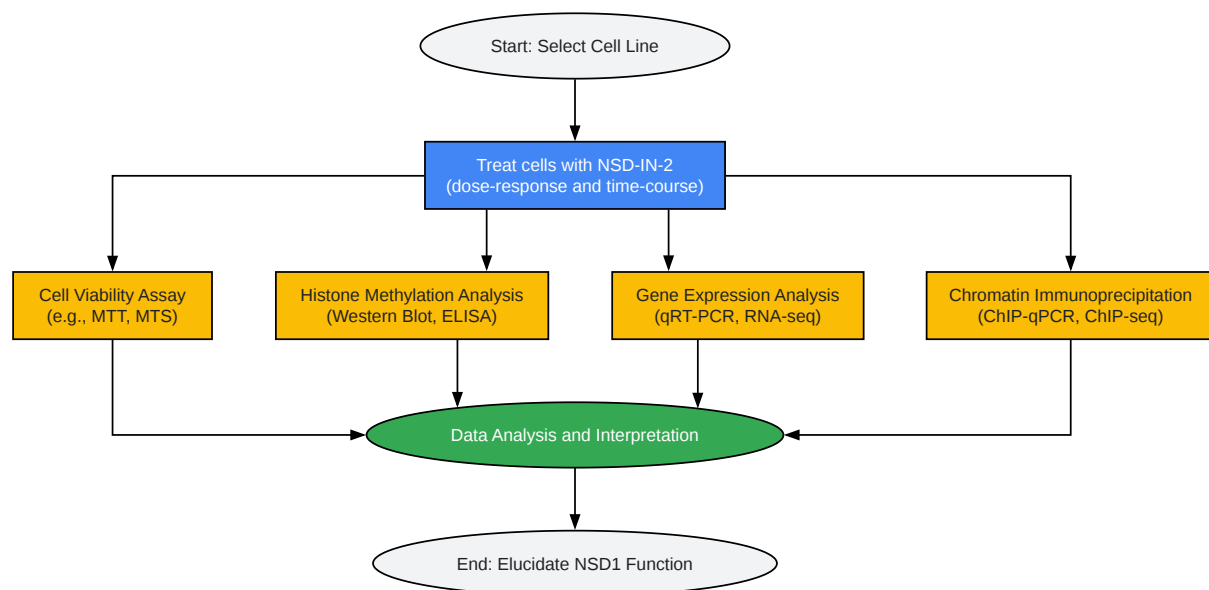 Start: Select Cell Line
Treat cells with NSD-IN-2
(dose-response and time-course)
Cell Viability Assay
(e.g., MTT, MTS)
Histone Methylation Analysis
(Western Blot, ELISA)
Gene Expression Analysis
(qRT-PCR, RNA-seq)
Chromatin Immunoprecipitation
(ChIP-qPCR, ChIP-seq)
Data Analysis and Interpretation
End: Elucidate NSD1 Function